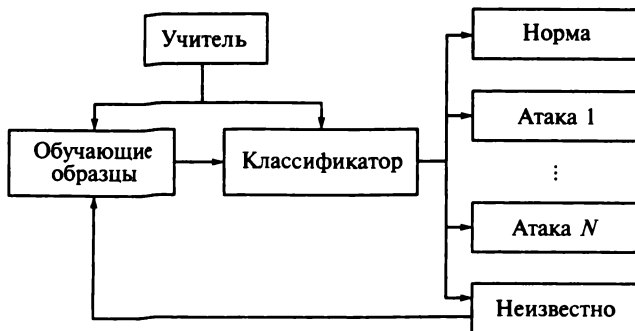 Учитель
Норма
Атака 1
Обучающие
образцы
Классификатор
⋮
Атака N
Неизвестно